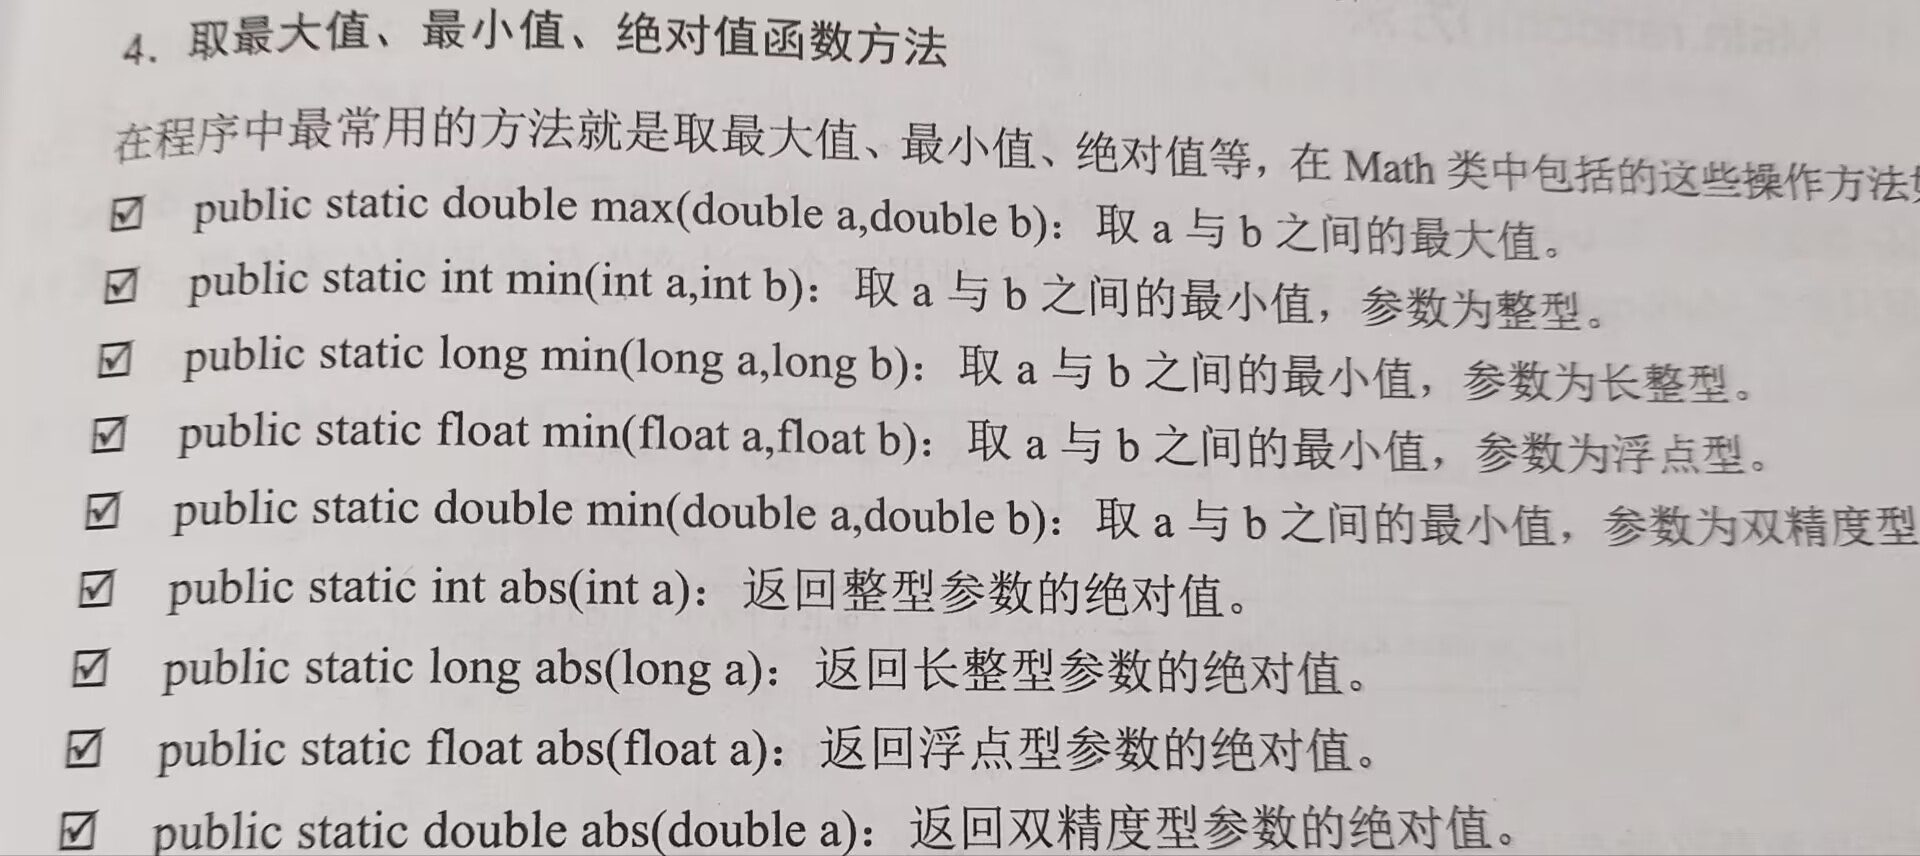 4. 取最大值、最小值、绝对值函数方法
在程序中最常用的方法就是取最大值、最小值、绝对值等，在 Math 类中包括的这些操作方法
☑ public static double max(double a,double b)：取 a 与 b 之间的最大值。
☑ public static int min(int a,int b)：取 a 与 b 之间的最小值，参数为整型。
☑ public static long min(long a,long b)：取 a 与 b 之间的最小值，参数为长整型。
☑ public static float min(float a,float b)：取 a 与 b 之间的最小值，参数为浮点型。
☑ public static double min(double a,double b)：取 a 与 b 之间的最小值，参数为双精度型
☑ public static int abs(int a)：返回整型参数的绝对值。
☑ public static long abs(long a)：返回长整型参数的绝对值。
☑ public static float abs(float a)：返回浮点型参数的绝对值。
☑ public static double abs(double a)：返回双精度型参数的绝对值。